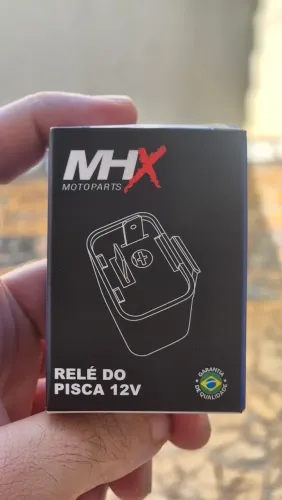 MHX
MOTOPARTS
RELÉ DO
PISCA 12V
GARANTIA
DE QUALIDADE